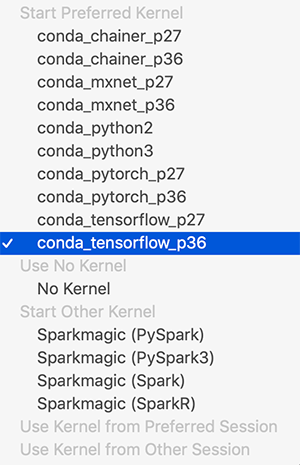 Start Preferred Kernel
conda_chainer_p27
conda_chainer_p36
conda_mxnet_p27
conda_mxnet_p36
conda_python2
conda_python3
conda_pytorch_p27
conda_pytorch_p36
conda_tensorflow_p27
✓ conda_tensorflow_p36
Use No Kernel
No Kernel
Start Other Kernel
Sparkmagic (PySpark)
Sparkmagic (PySpark3)
Sparkmagic (Spark)
Sparkmagic (SparkR)
Use Kernel from Preferred Session
Use Kernel from Other Session